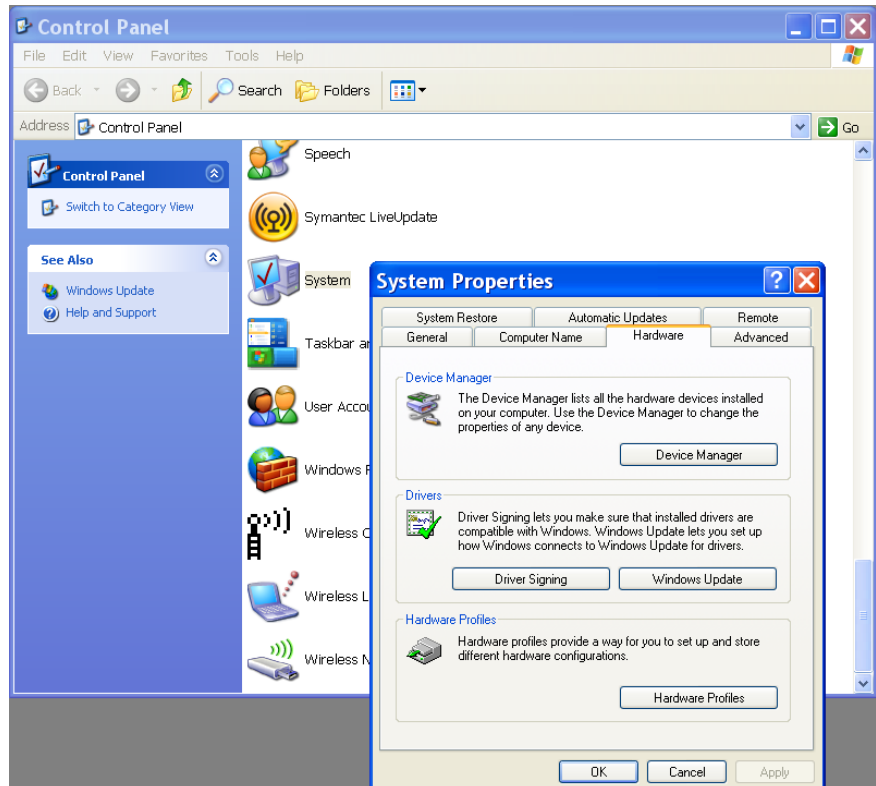 Control Panel
File Edit View Favorites Tools Help
Back Search Folders
Address Control Panel Go
Control Panel
Switch to Category View
See Also
Windows Update
Help and Support
Speech
Symantec LiveUpdate
System
Taskbar ar
User Accou
Windows F
Wireless C
Wireless L
Wireless N
System Properties
System Restore Automatic Updates Remote
General Computer Name Hardware Advanced
Device Manager
The Device Manager lists all the hardware devices installed
on your computer. Use the Device Manager to change the
properties of any device.
Device Manager
Drivers
Driver Signing lets you make sure that installed drivers are
compatible with Windows. Windows Update lets you set up
how Windows connects to Windows Update for drivers.
Driver Signing Windows Update
Hardware Profiles
Hardware profiles provide a way for you to set up and store
different hardware configurations.
Hardware Profiles
OK Cancel Apply